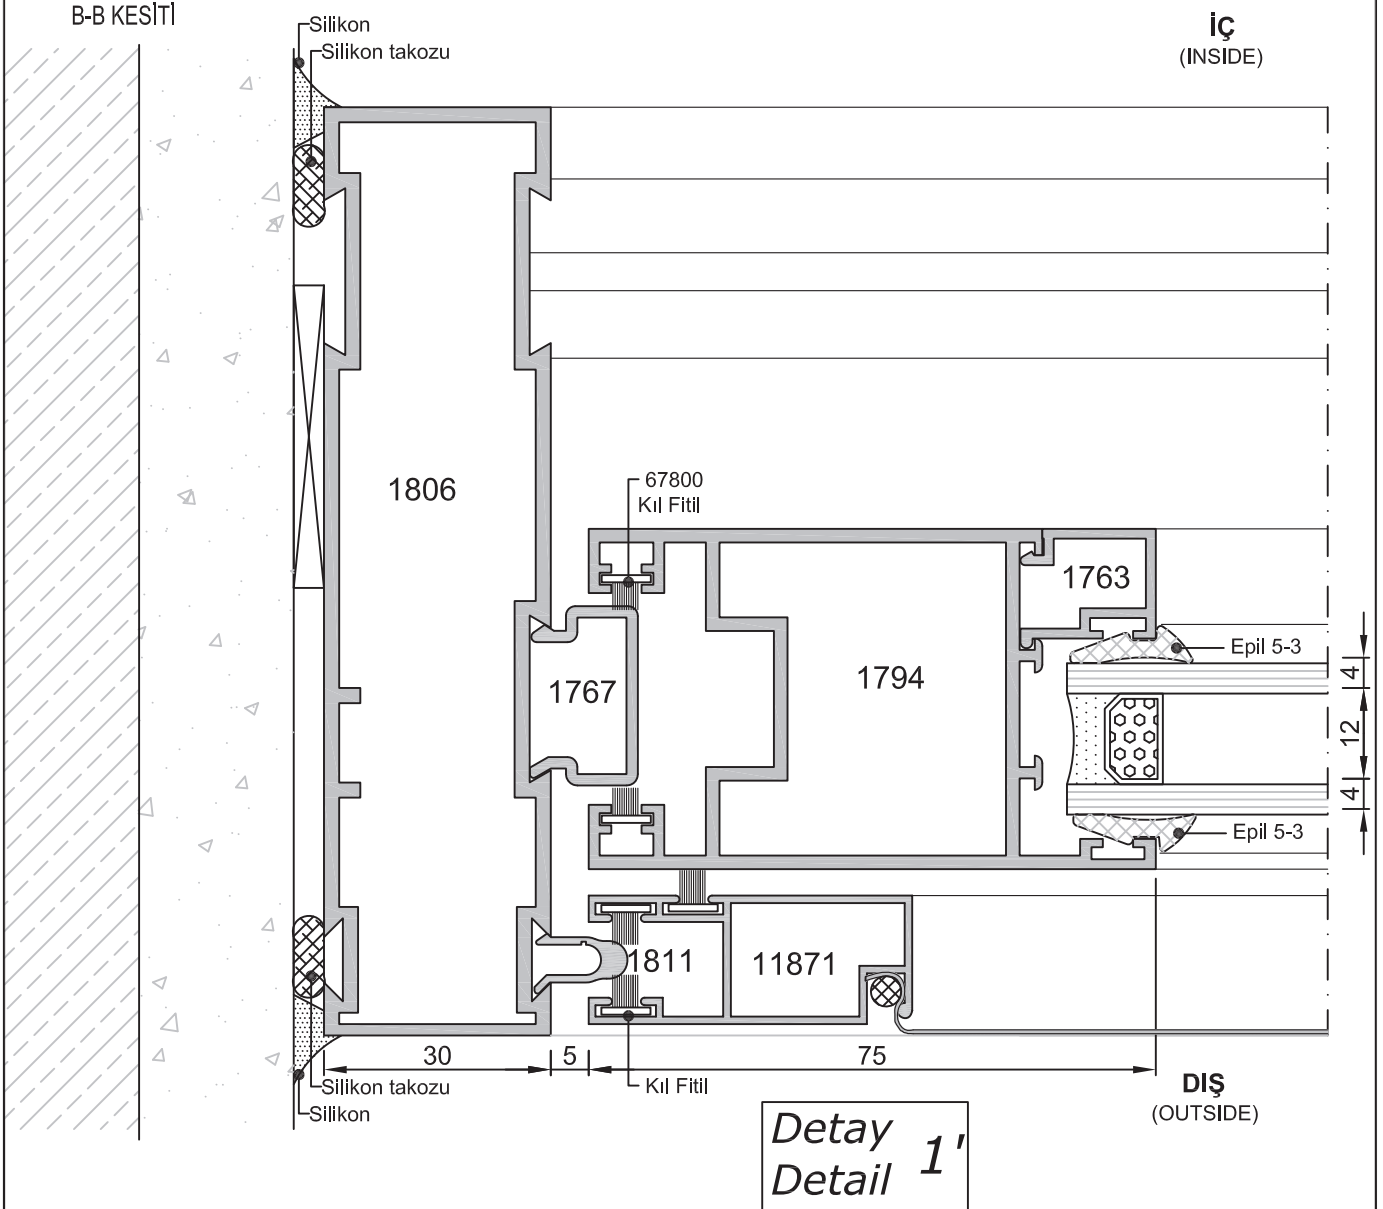 B-B KESİTİ
Silikon
Silikon takozu
İÇ
(INSIDE)
1806
67800
Kıl Fitil
1763
Epil 5-3
1767
1794
4
12
4
Epil 5-3
1811
11871
30
5
75
Silikon takozu
Silikon
Kıl Fitil
DIŞ
(OUTSIDE)
Detay
Detail 1'